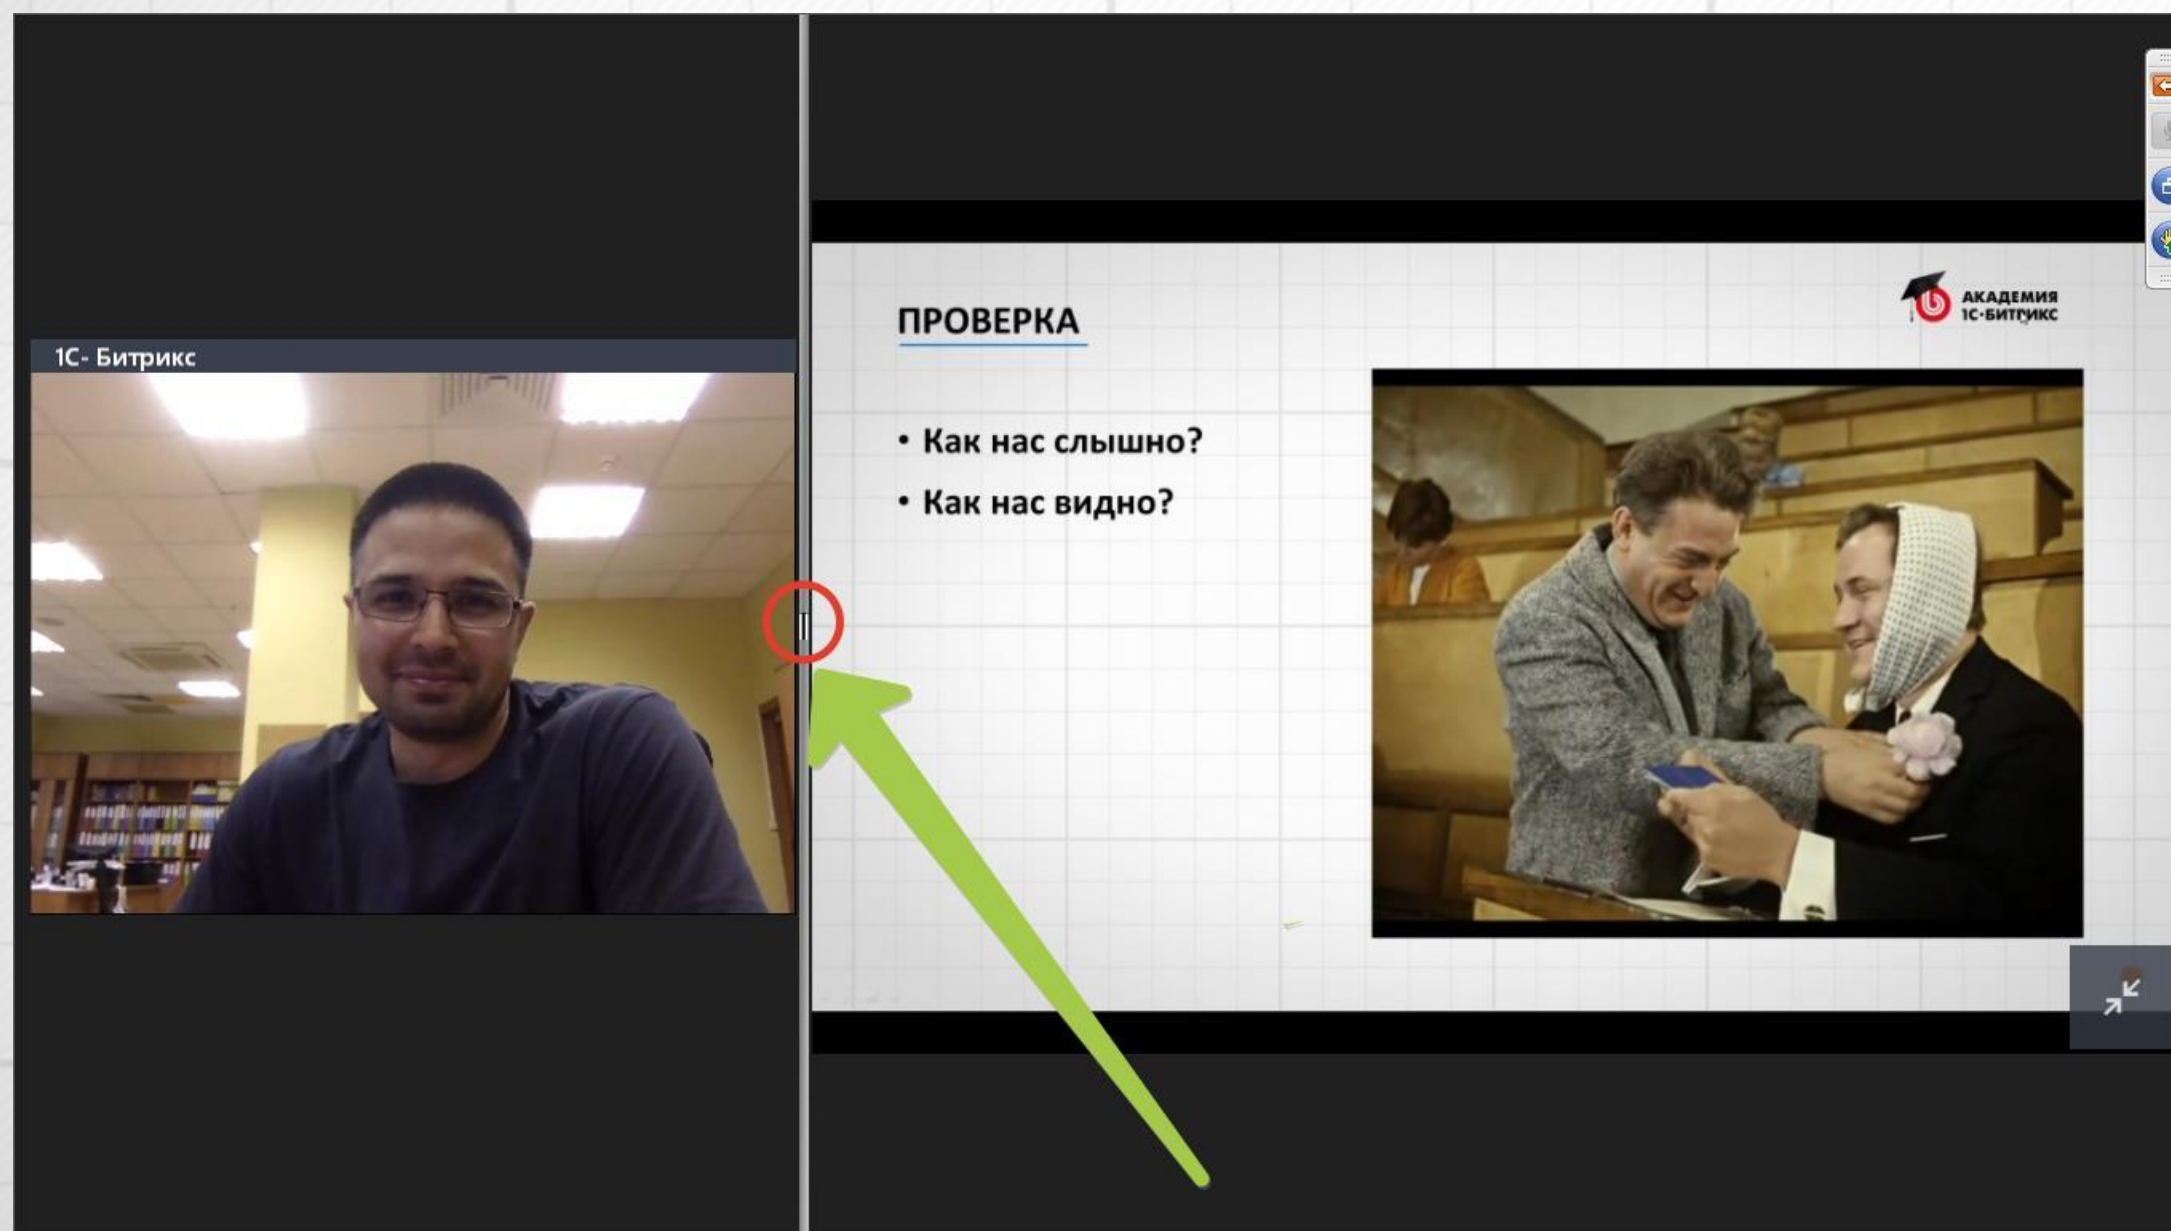 1С- Битрикс
ПРОВЕРКА
АКАДЕМИЯ
1С-БИТРИКС
• Как нас слышно?
• Как нас видно?